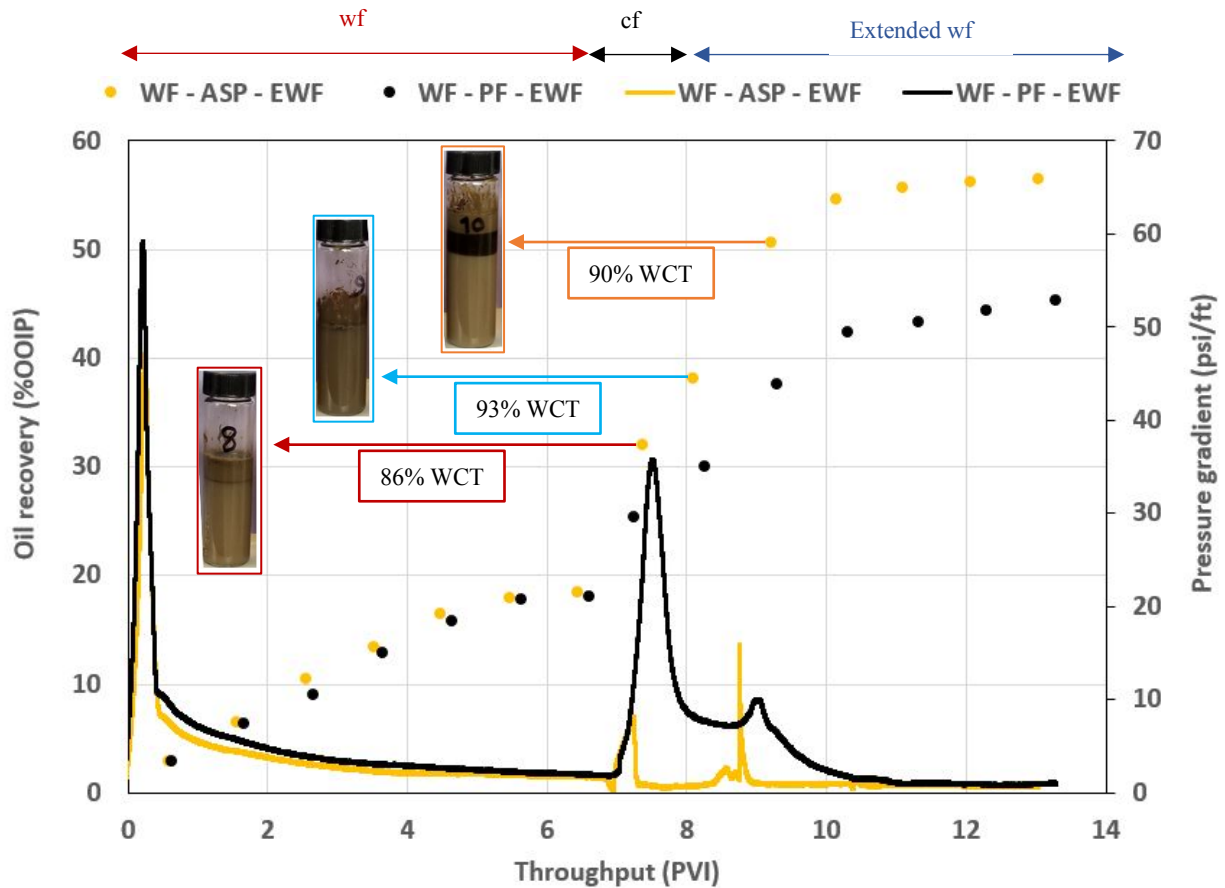 wf cf Extended wf
WF - ASP - EWF WF - PF - EWF WF - ASP - EWF WF - PF - EWF
60 70
50 60
40 50
30 40
20 30
10 20
0 10
0
Oil recovery (%OOIP)
Pressure gradient (psi/ft)
10
90% WCT
9
93% WCT
8
86% WCT
0 2 4 6 8 10 12 14
Throughput (PVI)